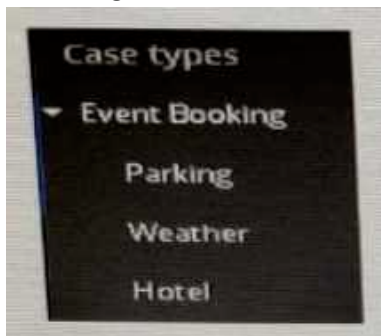 Case types
Event Booking
Parking
Weather
Hotel